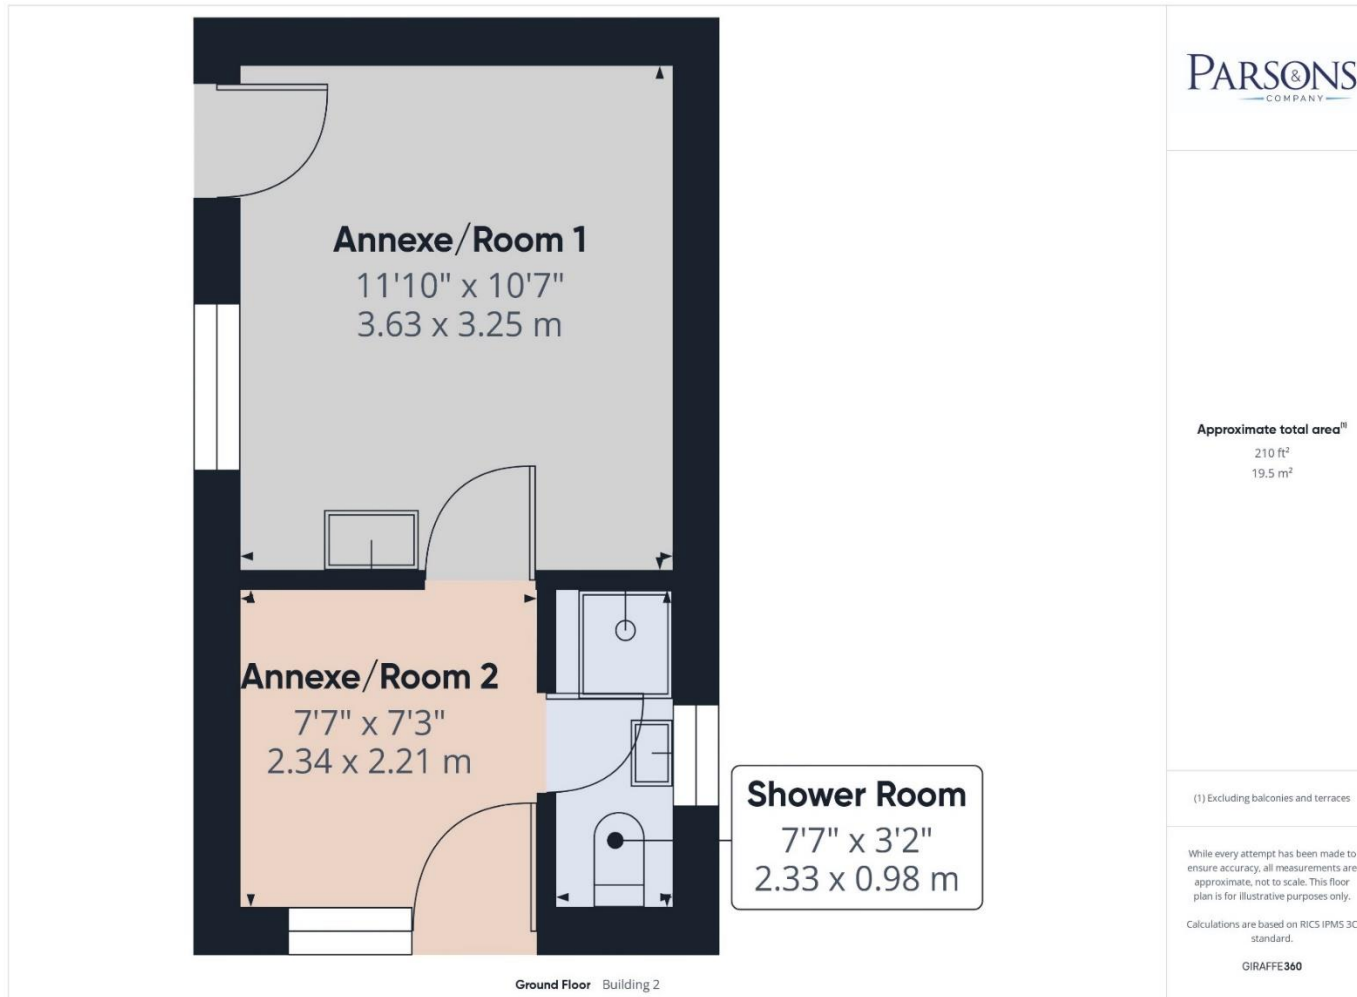 Annexe/Room 1
11'10" x 10'7"
3.63 x 3.25 m
Annexe/Room 2
7'7" x 7'3"
2.34 x 2.21 m
Shower Room
7'7" x 3'2"
2.33 x 0.98 m
Ground Floor Building 2
PARSONS
&
COMPANY
Approximate total area(1)
210 ft²
19.5 m²
(1) Excluding balconies and terraces
While every attempt has been made to
ensure accuracy, all measurements are
approximate, not to scale. This floor
plan is for illustrative purposes only.
Calculations are based on RICS IPMS 3C
standard.
GIRAFFE360